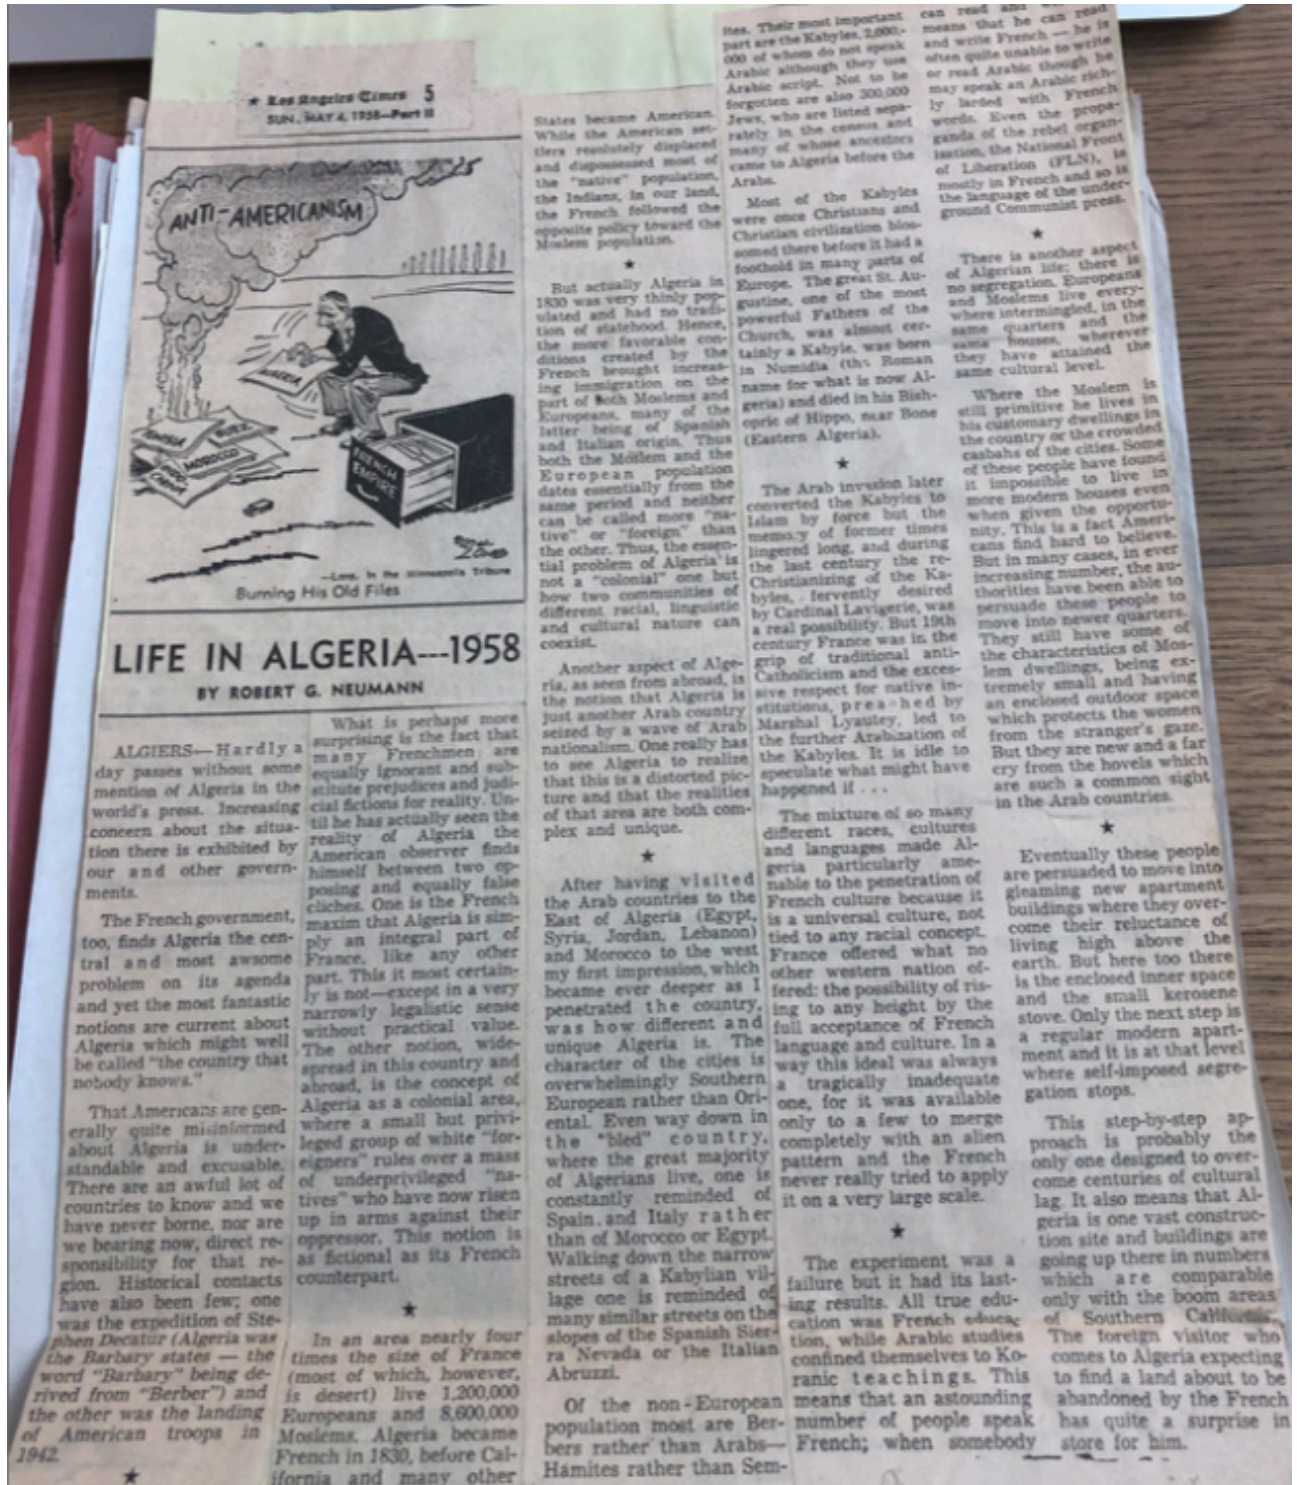 ★ Los Angeles Times 5
SUN., MAY 4, 1958—Part II
ANTI-AMERICANISM
ALGERIA
TUNISIA
SUEZ
MOROCCO
INDO-
CHINA
FRENCH
EMPIRE
—Long, in the Minneapolis Tribune
Burning His Old Files
LIFE IN ALGERIA---1958
BY ROBERT G. NEUMANN
ALGIERS—Hardly a
day passes without some
mention of Algeria in the
world's press. Increasing
concern about the situa-
tion there is exhibited by
our and other govern-
ments.
The French government,
too, finds Algeria the cen-
tral and most awsome
problem on its agenda
and yet the most fantastic
notions are current about
Algeria which might well
be called "the country that
nobody knows."
That Americans are gen-
erally quite misinformed
about Algeria is under-
standable and excusable.
There are an awful lot of
countries to know and we
have never borne, nor are
we bearing now, direct re-
sponsibility for that re-
gion. Historical contacts
have also been few; one
was the expedition of Ste-
phen Decatur (Algeria was
the Barbary states — the
word "Barbary" being de-
rived from "Berber") and
the other was the landing
of American troops in
1942.
★
What is perhaps more
surprising is the fact that
many Frenchmen are
equally ignorant and sub-
stitute prejudices and judi-
cial fictions for reality. Un-
til he has actually seen the
reality of Algeria the
American observer finds
himself between two op-
posing and equally false
cliches. One is the French
maxim that Algeria is sim-
ply an integral part of
France, like any other
part. This it most certain-
ly is not—except in a very
narrowly legalistic sense
without practical value.
The other notion, wide-
spread in this country and
abroad, is the concept of
Algeria as a colonial area,
where a small but privi-
leged group of white "for-
eigners" rules over a mass
of underprivileged "na-
tives" who have now risen
up in arms against their
oppressor. This notion is
as fictional as its French
counterpart.
★
In an area nearly four
times the size of France
(most of which, however,
is desert) live 1,200,000
Europeans and 8,600,000
Moslems. Algeria became
French in 1830, before Cal-
ifornia and many other
States became American.
While the American set-
tlers resolutely displaced
and dispossessed most of
the "native" population,
the Indians, in our land,
the French followed the
opposite policy toward the
Moslem population.
★
But actually Algeria in
1830 was very thinly pop-
ulated and had no tradi-
tion of statehood. Hence,
the more favorable con-
ditions created by the
French brought increas-
ing immigration on the
part of both Moslems and
Europeans, many of the
latter being of Spanish
and Italian origin. Thus
both the Moslem and the
European population
dates essentially from the
same period and neither
can be called more "na-
tive" or "foreign" than
the other. Thus, the essen-
tial problem of Algeria is
not a "colonial" one but
how two communities of
different racial, linguistic
and cultural nature can
coexist.
Another aspect of Alge-
ria, as seen from abroad, is
the notion that Algeria is
just another Arab country
seized by a wave of Arab
nationalism. One really has
to see Algeria to realize
that this is a distorted pic-
ture and that the realities
of that area are both com-
plex and unique.
★
After having visited
the Arab countries to the
East of Algeria (Egypt,
Syria, Jordan, Lebanon)
and Morocco to the west
my first impression, which
became ever deeper as I
penetrated the country,
was how different and
unique Algeria is. The
character of the cities is
overwhelmingly Southern
European rather than Ori-
ental. Even way down in
the "bled" country,
where the great majority
of Algerians live, one is
constantly reminded of
Spain and Italy rather
than of Morocco or Egypt.
Walking down the narrow
streets of a Kabylian vil-
lage one is reminded of
many similar streets on the
slopes of the Spanish Sier-
ra Nevada or the Italian
Abruzzi.
Of the non-European
population most are Ber-
bers rather than Arabs—
Hamites rather than Sem-
ites. Their most important
part are the Kabyles, 2,000,-
000 of whom do not speak
Arabic although they use
Arabic script. Not to be
forgotten are also 300,000
Jews, who are listed sepa-
rately in the census and
many of whose ancestors
came to Algeria before the
Arabs.
Most of the Kabyles
were once Christians and
Christian civilization blos-
somed there before it had a
foothold in many parts of
Europe. The great St. Au-
gustine, one of the most
powerful Fathers of the
Church, was almost cer-
tainly a Kabyle, was born
in Numidia (the Roman
name for what is now Al-
geria) and died in his Bish-
opric of Hippo, near Bone
(Eastern Algeria).
★
The Arab invasion later
converted the Kabyles to
Islam by force but the
memory of former times
lingered long, and during
the last century the re-
Christianizing of the Ka-
byles, fervently desired
by Cardinal Lavigerie, was
a real possibility. But 19th
century France was in the
grip of traditional anti-
Catholicism and the exces-
sive respect for native in-
stitutions, preached by
Marshal Lyautey, led to
the further Arabization of
the Kabyles. It is idle to
speculate what might have
happened if . . .
The mixture of so many
different races, cultures
and languages made Al-
geria particularly ame-
nable to the penetration of
French culture because it
is a universal culture, not
tied to any racial concept.
France offered what no
other western nation of-
fered: the possibility of ris-
ing to any height by the
full acceptance of French
language and culture. In a
way this ideal was always
a tragically inadequate
one, for it was available
only to a few to merge
completely with an alien
pattern and the French
never really tried to apply
it on a very large scale.
★
The experiment was a
failure but it had its last-
ing results. All true edu-
cation was French educa-
tion, while Arabic studies
confined themselves to Ko-
ranic teachings. This
means that an astounding
number of people speak
French; when somebody
can read and
means that he can read
and write French — he is
often quite unable to write
or read Arabic though he
may speak an Arabic rich-
ly larded with French
words. Even the propa-
ganda of the rebel organ-
ization, the National Front
of Liberation (FLN), is
mostly in French and so is
the language of the under-
ground Communist press.
★
There is another aspect
of Algerian life; there is
no segregation. Europeans
and Moslems live every-
where intermingled, in the
same quarters and the
same houses, wherever
they have attained the
same cultural level.
Where the Moslem is
still primitive he lives in
his customary dwellings in
the country or the crowded
casbahs of the cities. Some
of these people have found
it impossible to live in
more modern houses even
when given the opportu-
nity. This is a fact Ameri-
cans find hard to believe.
But in many cases, in ever
increasing number, the au-
thorities have been able to
persuade these people to
move into newer quarters.
They still have some of
the characteristics of Mos-
lem dwellings, being ex-
tremely small and having
an enclosed outdoor space
which protects the women
from the stranger's gaze.
But they are new and a far
cry from the hovels which
are such a common sight
in the Arab countries.
★
Eventually these people
are persuaded to move into
gleaming new apartment
buildings where they over-
come their reluctance of
living high above the
earth. But here too there
is the enclosed inner space
and the small kerosene
stove. Only the next step is
a regular modern apart-
ment and it is at that level
where self-imposed segre-
gation stops.
This step-by-step ap-
proach is probably the
only one designed to over-
come centuries of cultural
lag. It also means that Al-
geria is one vast construc-
tion site and buildings are
going up there in numbers
which are comparable
only with the boom areas
of Southern California.
The foreign visitor who
comes to Algeria expecting
to find a land about to be
abandoned by the French
has quite a surprise in
store for him.